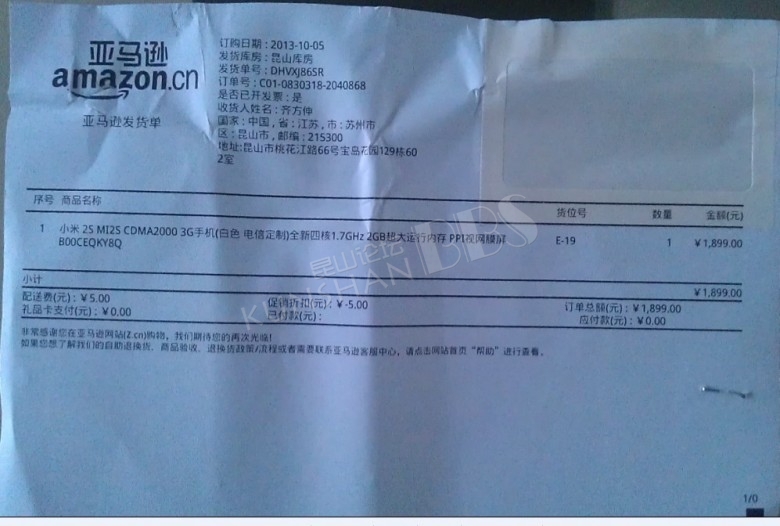 亚马逊
amazon.cn
亚马逊发货单
订购日期：2013-10-05
发货库房：昆山库房
发货单号：DHVXJ86SR
订单号：C01-0830318-2040868
是否已开发票：是
收货人姓名：齐方仲
国家：中国，省：江苏，市：苏州市
区：昆山市，邮编：215300
地址:昆山市桃花江路66号宝岛花园129栋60
2室
序号 商品名称 货位号 数量 金额(元)
1 小米 2S MI2S CDMA2000 3G手机(白色 电信定制)全新四核1.7GHz 2GB超大运行内存 PPI视网膜屏 E-19 1 ￥1,899.00
B00CEQKY8Q
小计 ￥1,899.00
配送费(元)：￥5.00 促销折扣(元)：￥-5.00 订单总额(元)：￥1,899.00
礼品卡支付(元)：￥0.00 已付款(元)： 应付款(元)：￥0.00
非常感谢您在亚马逊网站(Z.cn)购物，我们期待您的再次光临!
如果您想了解我们的自助退换货、商品验收、退换货政策/流程或者需要联系亚马逊客服中心，请点击网站首页“帮助”进行查看。
昆山论坛
KUNSHAN BBS
1/0